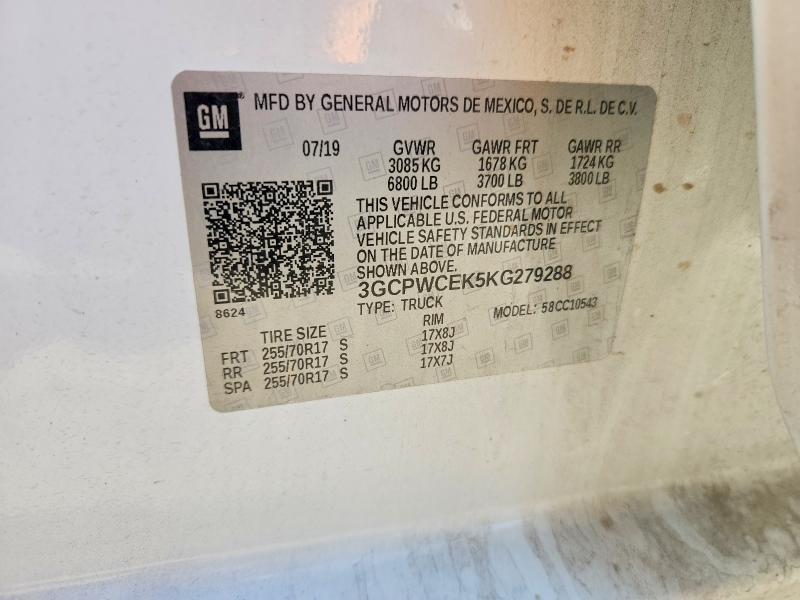 GM MFD BY GENERAL MOTORS DE MEXICO, S. DE R.L. DE C.V.
07/19 GVWR GAWR FRT GAWR RR
3085 KG 1678 KG 1724 KG
6800 LB 3700 LB 3800 LB
THIS VEHICLE CONFORMS TO ALL
APPLICABLE U.S. FEDERAL MOTOR
VEHICLE SAFETY STANDARDS IN EFFECT
ON THE DATE OF MANUFACTURE
SHOWN ABOVE.
3GCPWCEK5KG279288
8624 TYPE: TRUCK MODEL: 58CC10543
TIRE SIZE RIM
FRT 255/70R17 S 17X8J
RR 255/70R17 S 17X8J
SPA 255/70R17 S 17X7J